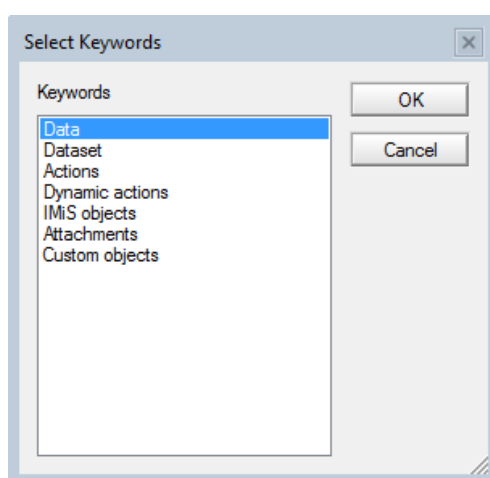 Select Keywords
Keywords
OK
Data
Dataset
Cancel
Actions
Dynamic actions
IMiS objects
Attachments
Custom objects